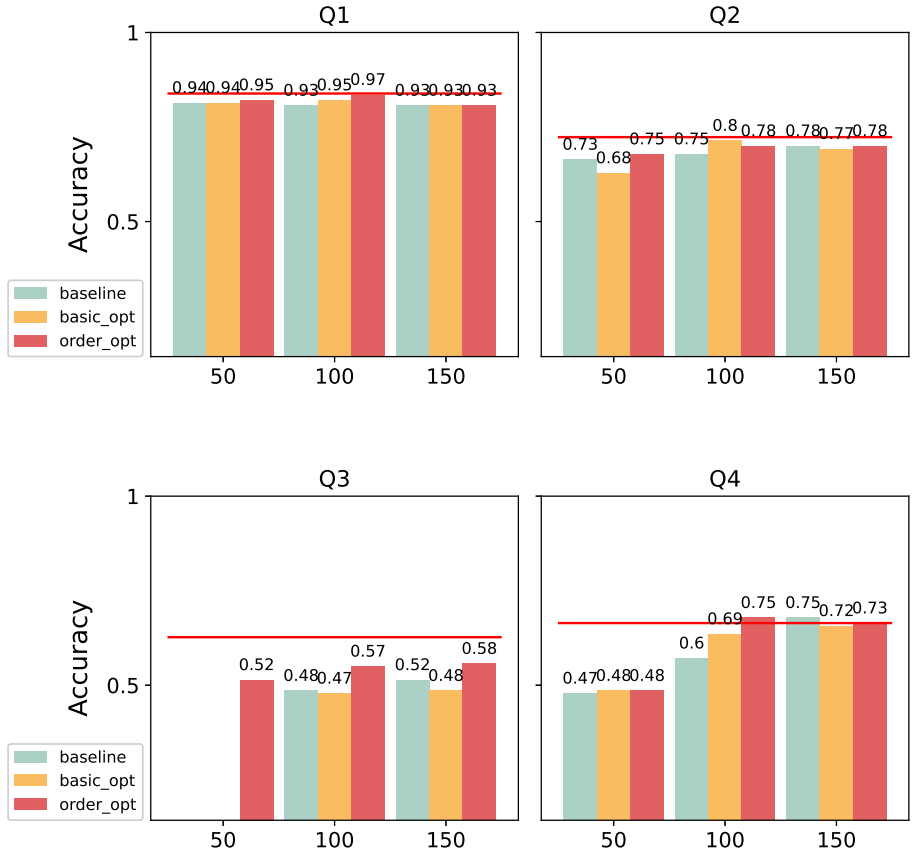 Q1
Q2
1
0.94 0.94 0.95 0.93 0.95 0.97 0.93 0.93 0.93
0.73 0.68 0.75 0.75 0.8 0.78 0.78 0.77 0.78
Accuracy
0.5
baseline
basic_opt
order_opt
50 100 150
50 100 150
Q3
Q4
1
0.52 0.48 0.47 0.57 0.52 0.48 0.58
0.47 0.48 0.48 0.6 0.69 0.75 0.75 0.72 0.73
Accuracy
0.5
baseline
basic_opt
order_opt
50 100 150
50 100 150